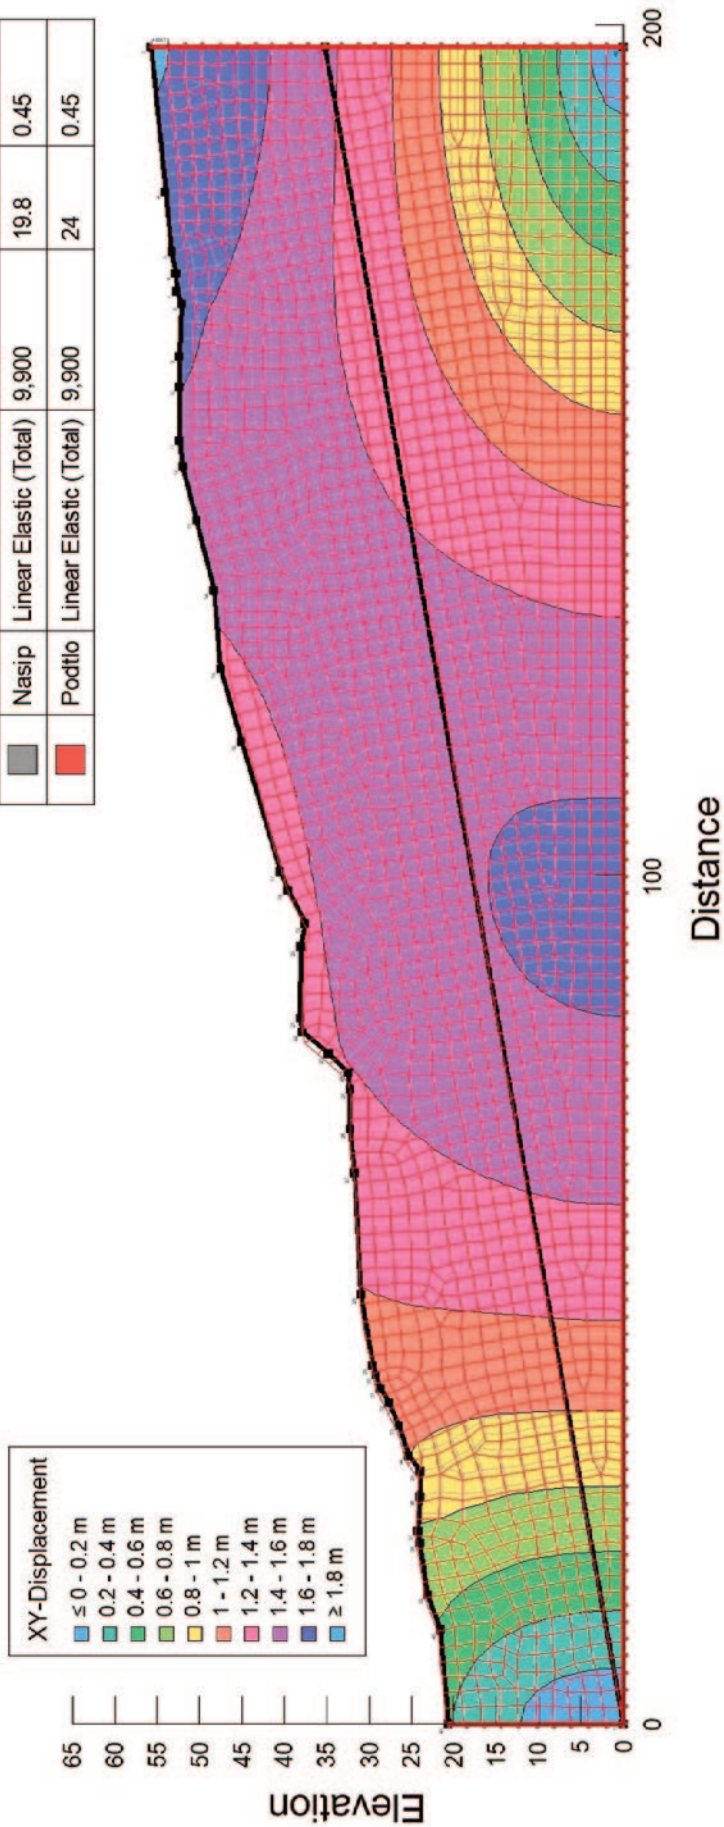 Nasip Linear Elastic (Total) 9,900 19.8 0.45
Podtlo Linear Elastic (Total) 9,900 24 0.45
XY-Displacement
≤ 0 - 0.2 m
0.2 - 0.4 m
0.4 - 0.6 m
0.6 - 0.8 m
0.8 - 1 m
1 - 1.2 m
1.2 - 1.4 m
1.4 - 1.6 m
1.6 - 1.8 m
≥ 1.8 m
Elevation
65
60
55
50
45
40
35
30
25
20
15
10
5
0
0
100
200
Distance